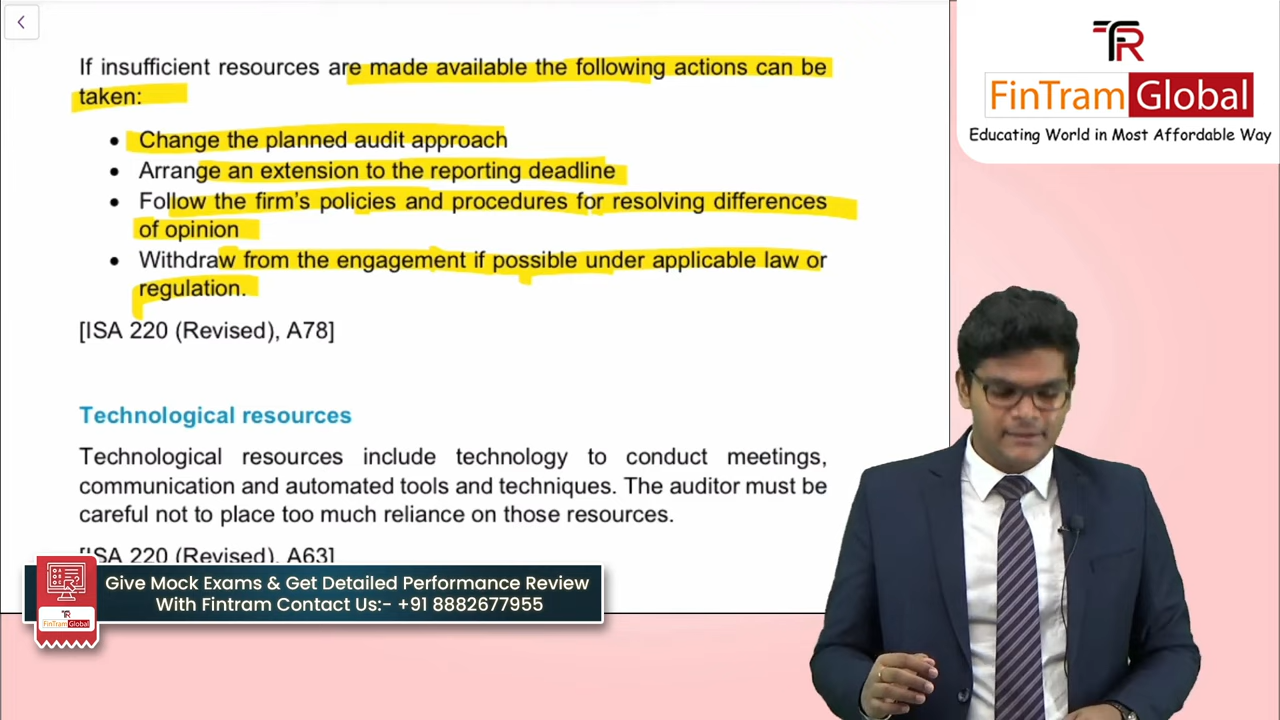 If insufficient resources are made available the following actions can be
taken:
• Change the planned audit approach
• Arrange an extension to the reporting deadline
• Follow the firm's policies and procedures for resolving differences
of opinion
• Withdraw from the engagement if possible under applicable law or
regulation.
[ISA 220 (Revised), A78]
Technological resources
Technological resources include technology to conduct meetings,
communication and automated tools and techniques. The auditor must be
careful not to place too much reliance on those resources.
[ISA 220 (Revised), A63]
TR
FinTram Global
Educating World in Most Affordable Way
TR
FinTram Global
Give Mock Exams & Get Detailed Performance Review
With Fintram Contact Us:- +91 8882677955